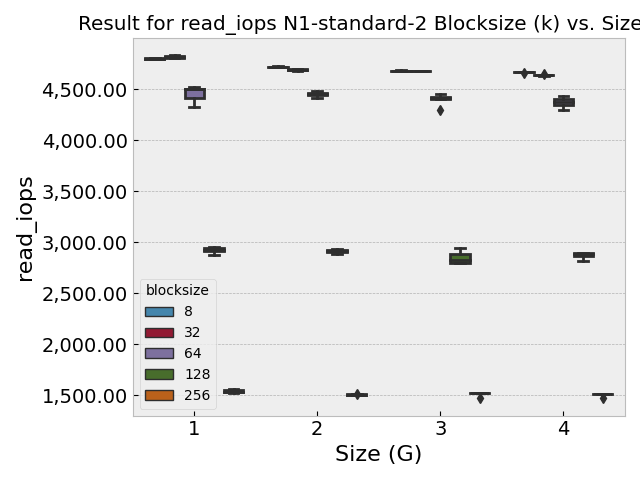 Result for read_iops N1-standard-2 Blocksize (k) vs. Size
4,500.00
4,000.00
3,500.00
3,000.00
2,500.00
2,000.00
1,500.00
read_iops
blocksize
8
32
64
128
256
1 2 3 4
Size (G)